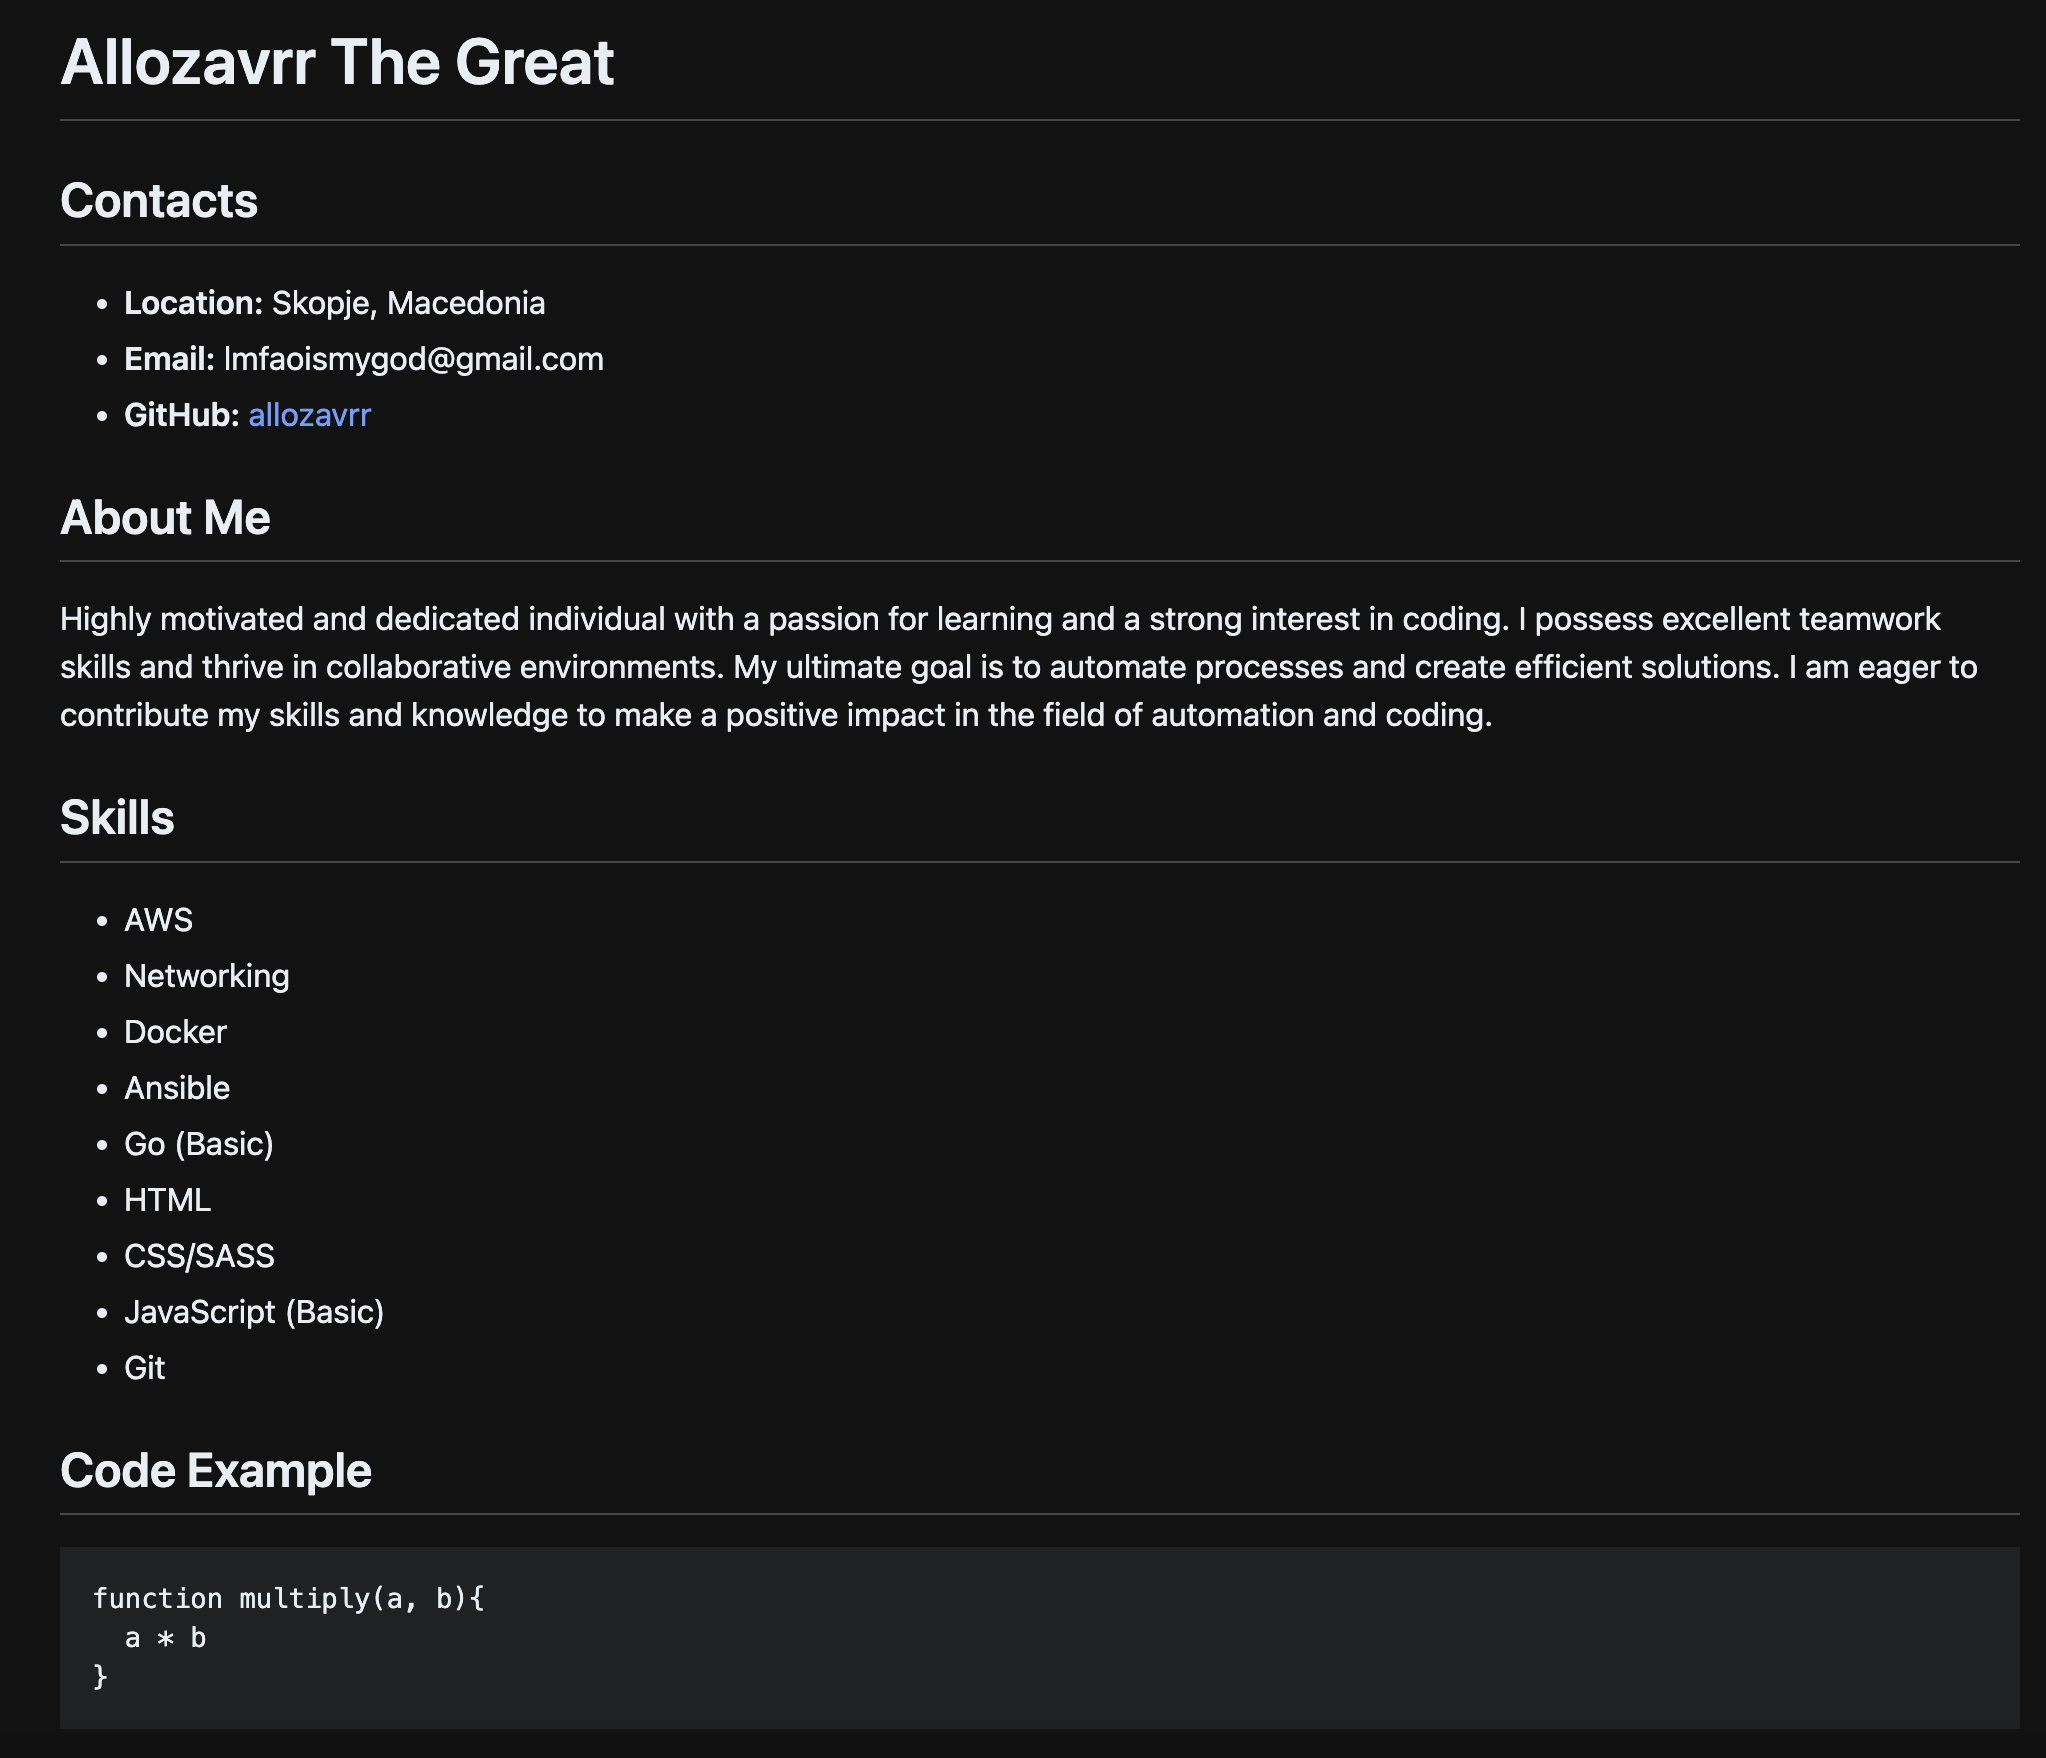 Allozavrr The Great
Contacts
• Location: Skopje, Macedonia
• Email: lmfaoismygod@gmail.com
• GitHub: allozavrr
About Me
Highly motivated and dedicated individual with a passion for learning and a strong interest in coding. I possess excellent teamwork
skills and thrive in collaborative environments. My ultimate goal is to automate processes and create efficient solutions. I am eager to
contribute my skills and knowledge to make a positive impact in the field of automation and coding.
Skills
• AWS
• Networking
• Docker
• Ansible
• Go (Basic)
• HTML
• CSS/SASS
• JavaScript (Basic)
• Git
Code Example
function multiply(a, b){
  a * b
}